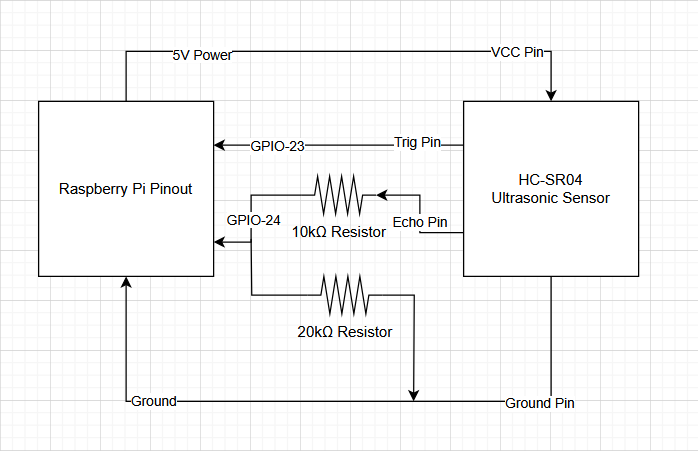 5V Power
VCC Pin
GPIO-23
Trig Pin
Raspberry Pi Pinout
HC-SR04
Ultrasonic Sensor
GPIO-24
Echo Pin
10kΩ Resistor
20kΩ Resistor
Ground
Ground Pin